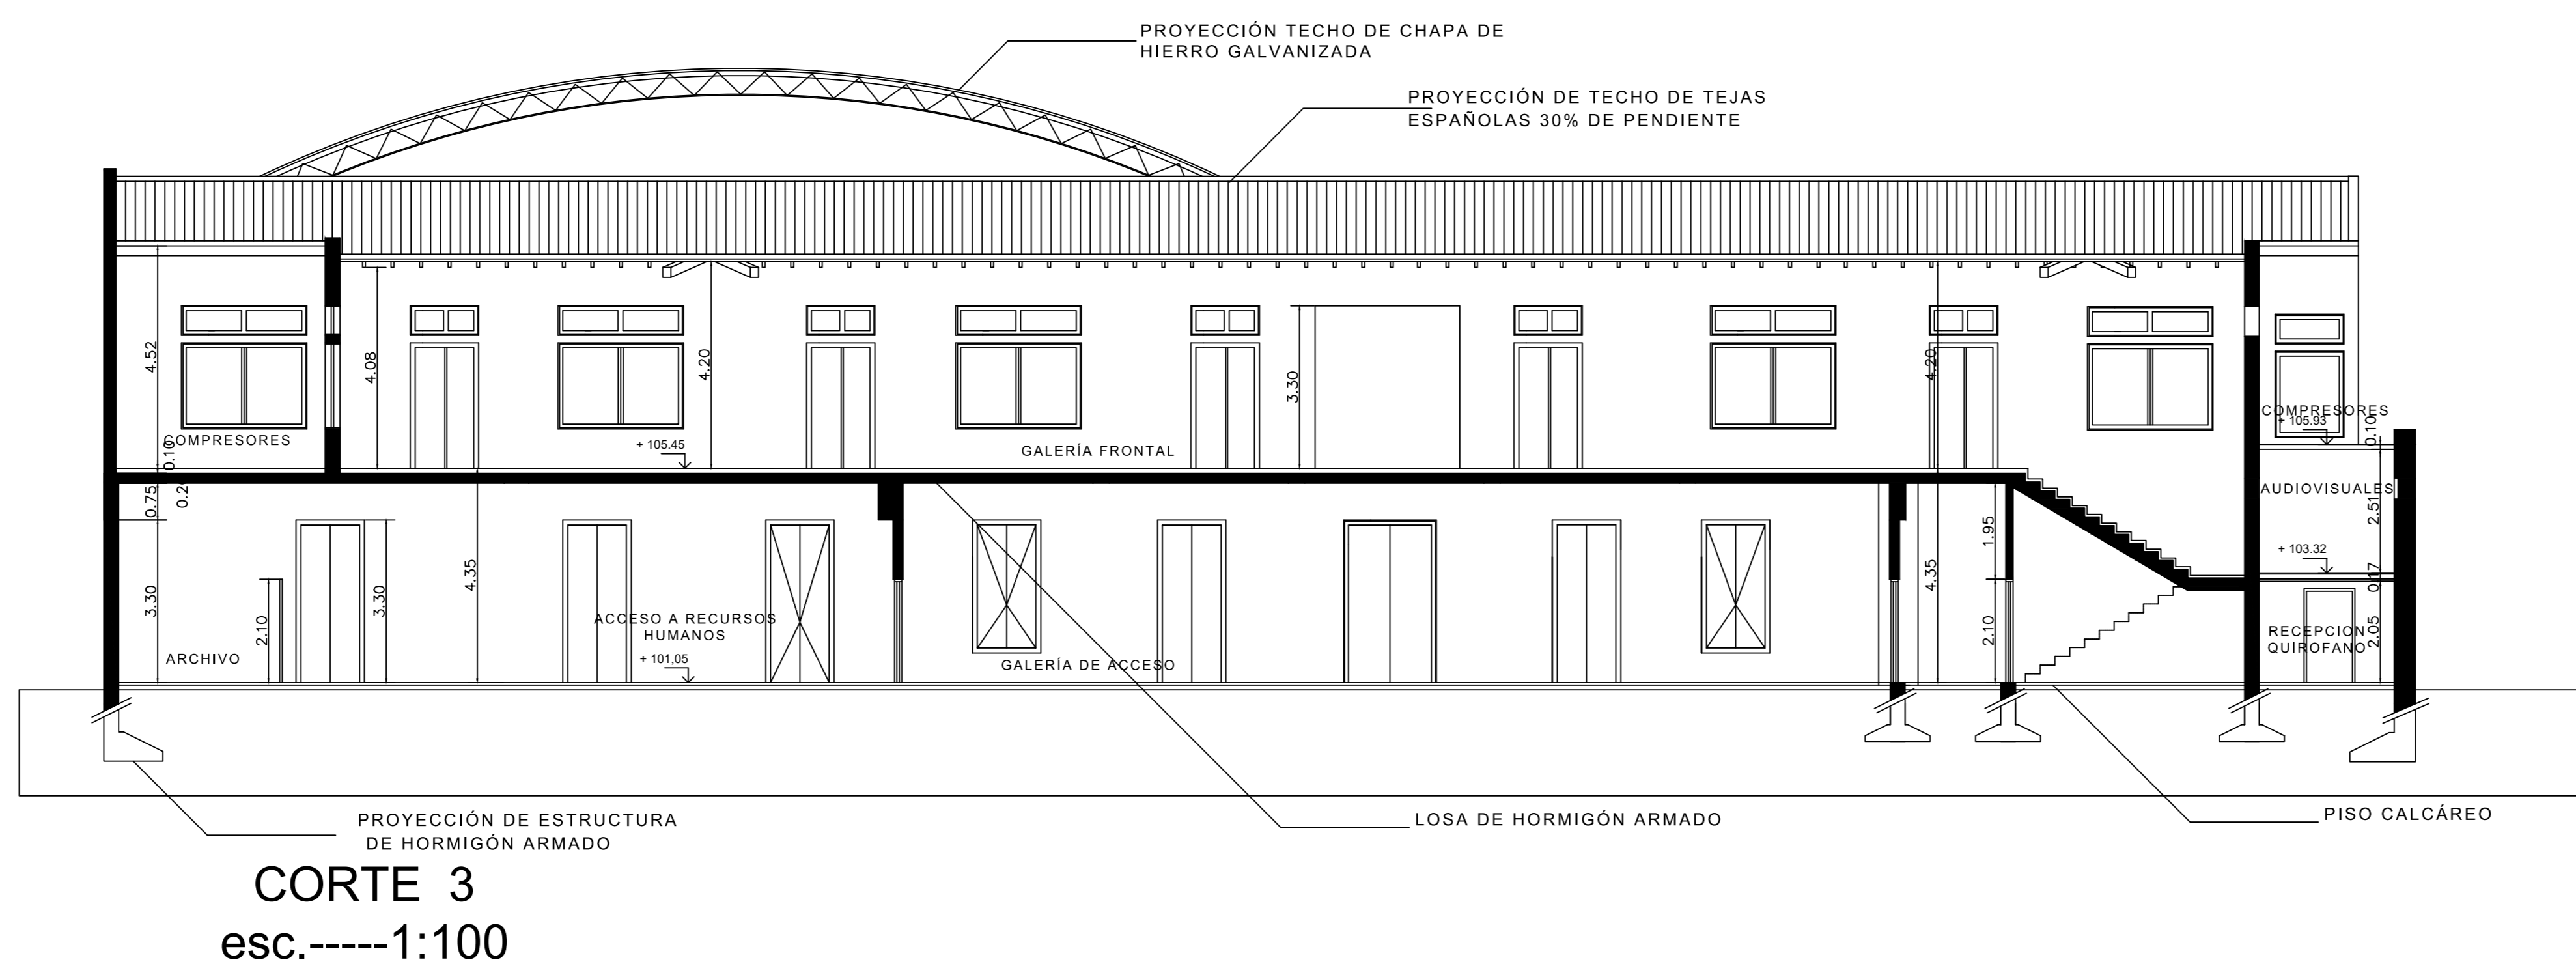 PROYECCIÓN TECHO DE CHAPA DE
HIERRO GALVANIZADA
PROYECCIÓN DE TECHO DE TEJAS
ESPAÑOLAS 30% DE PENDIENTE
4.52
4.08
4.20
3.30
4.20
COMPRESORES
0.10
+ 105.45
GALERÍA FRONTAL
COMPRESORES
+ 105.93
0.10
0.75
AUDIOVISUALES
2.51
1.95
+ 103.32
0.17
3.30
2.10
3.30
4.35
4.35
2.10
ACCESO A RECURSOS
HUMANOS
+ 101,05
ARCHIVO
GALERÍA DE ACCESO
RECEPCION
QUIROFANO
2.05
PROYECCIÓN DE ESTRUCTURA
DE HORMIGÓN ARMADO
LOSA DE HORMIGÓN ARMADO
PISO CALCÁREO
CORTE 3
esc.-----1:100